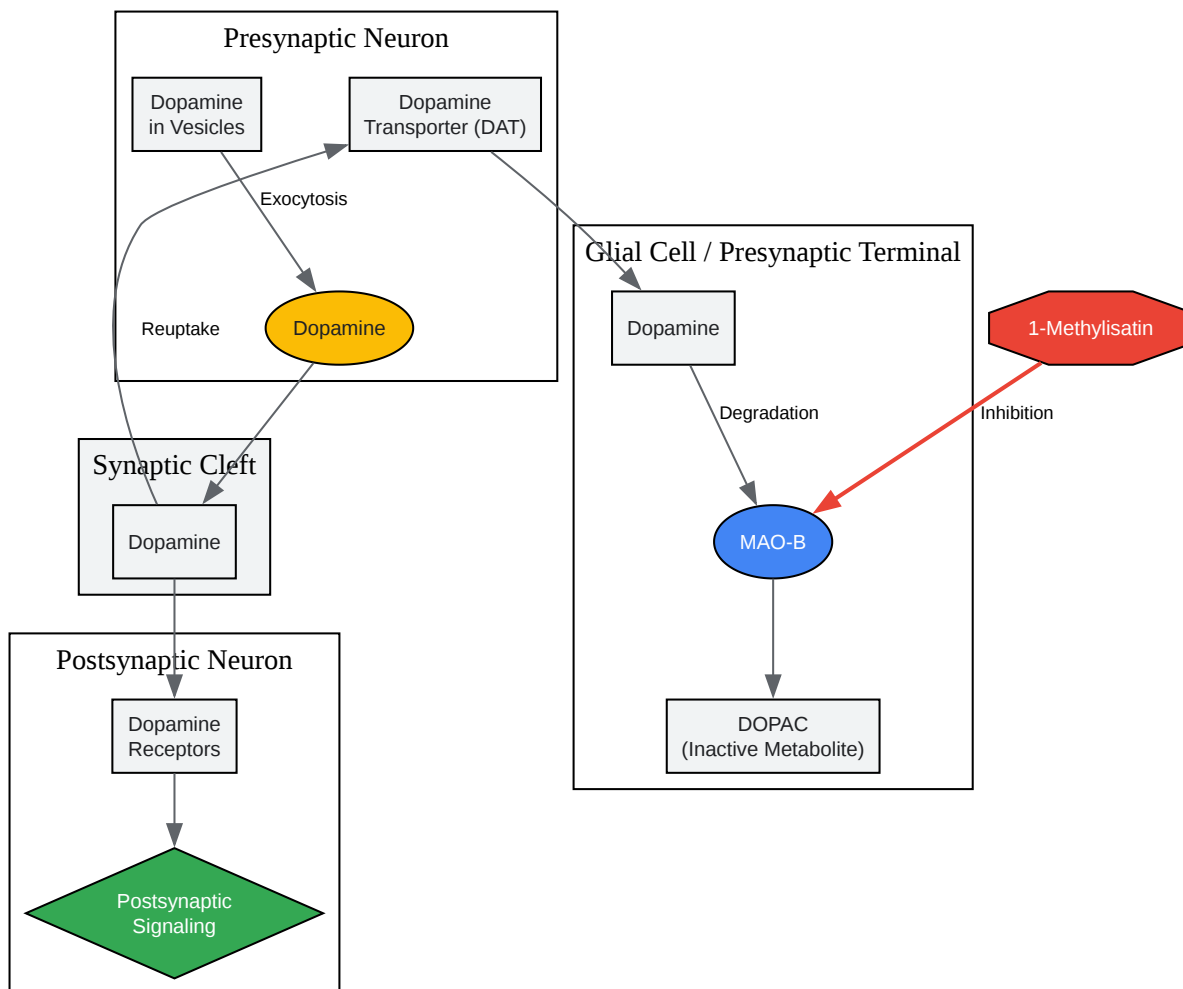 Presynaptic Neuron
Dopamine
in Vesicles
Dopamine
Transporter (DAT)
Exocytosis
Reuptake
Dopamine
Glial Cell / Presynaptic Terminal
Dopamine
1-Methylisatin
Degradation
Inhibition
Synaptic Cleft
Dopamine
MAO-B
Postsynaptic Neuron
Dopamine
Receptors
DOPAC
(Inactive Metabolite)
Postsynaptic
Signaling